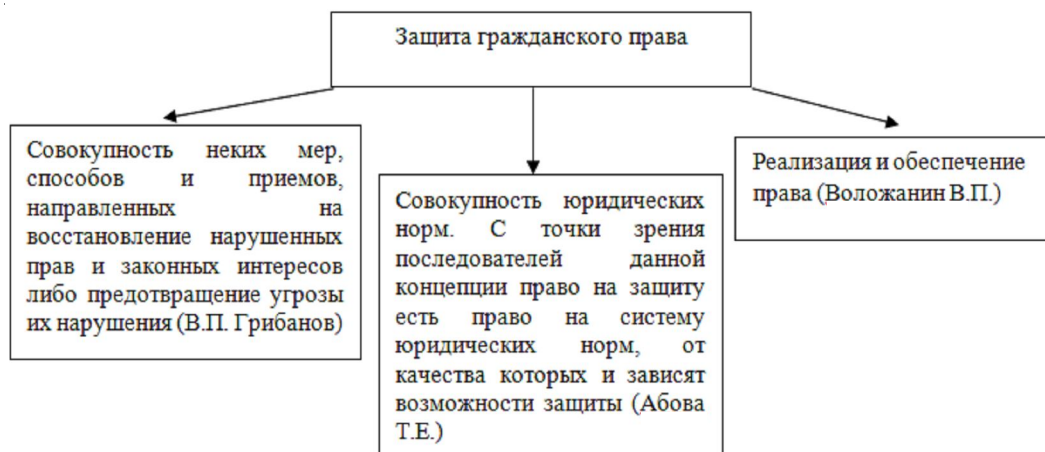 Защита гражданского права
Совокупность неких мер,
способов и приемов,
направленных на
восстановление нарушенных
прав и законных интересов
либо предотвращение угрозы
их нарушения (В.П. Грибанов)
Совокупность юридических
норм. С точки зрения
последователей данной
концепции право на защиту
есть право на систему
юридических норм, от
качества которых и зависят
возможности защиты (Абова
Т.Е.)
Реализация и обеспечение
права (Воложанин В.П.)